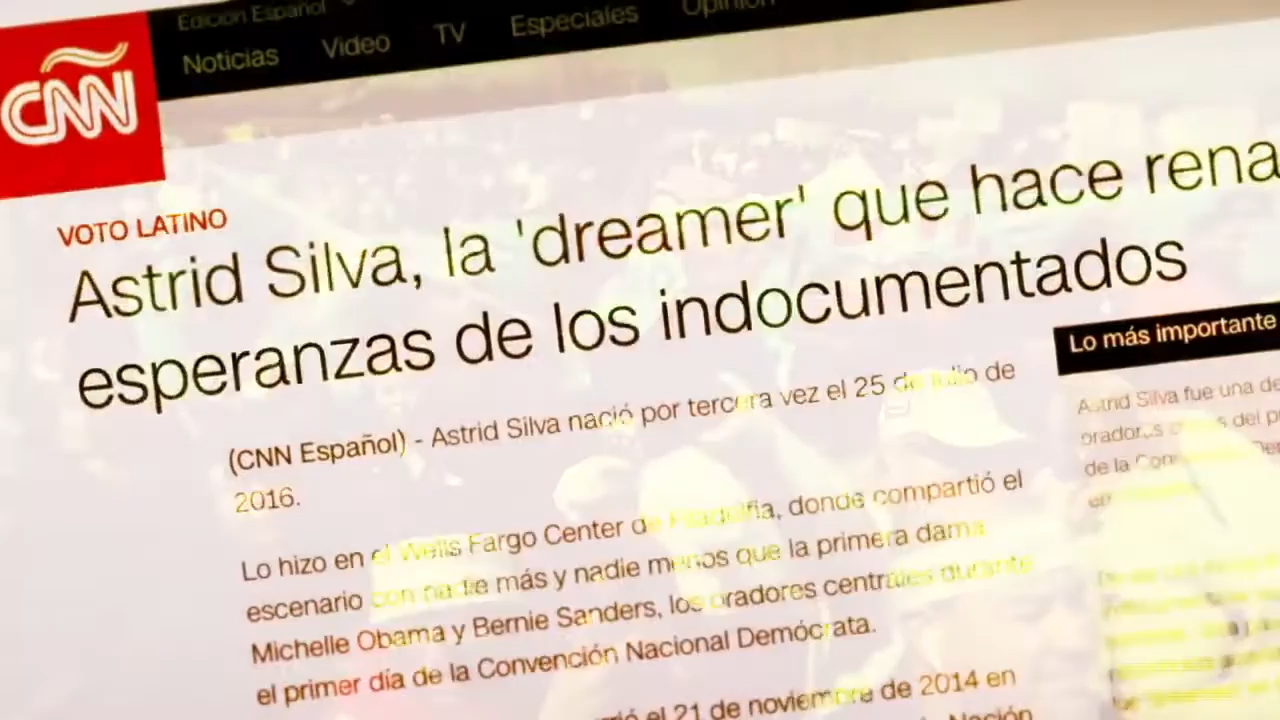 Edición Español
Noticias Video TV Especiales Opinión
CNN
VOTO LATINO
Astrid Silva, la 'dreamer' que hace rena
esperanzas de los indocumentados
Lo más importante
(CNN Español) - Astrid Silva nació por tercera vez el 25 de julio de
2016.
Lo hizo en el Wells Fargo Center de Filadelfia, donde compartió el
escenario con nadie más y nadie menos que la primera dama
Michelle Obama y Bernie Sanders, los oradores centrales durante
el primer día de la Convención Nacional Demócrata.
el 21 de noviembre de 2014 en
Astrid Silva fue una de
del p
de la
en